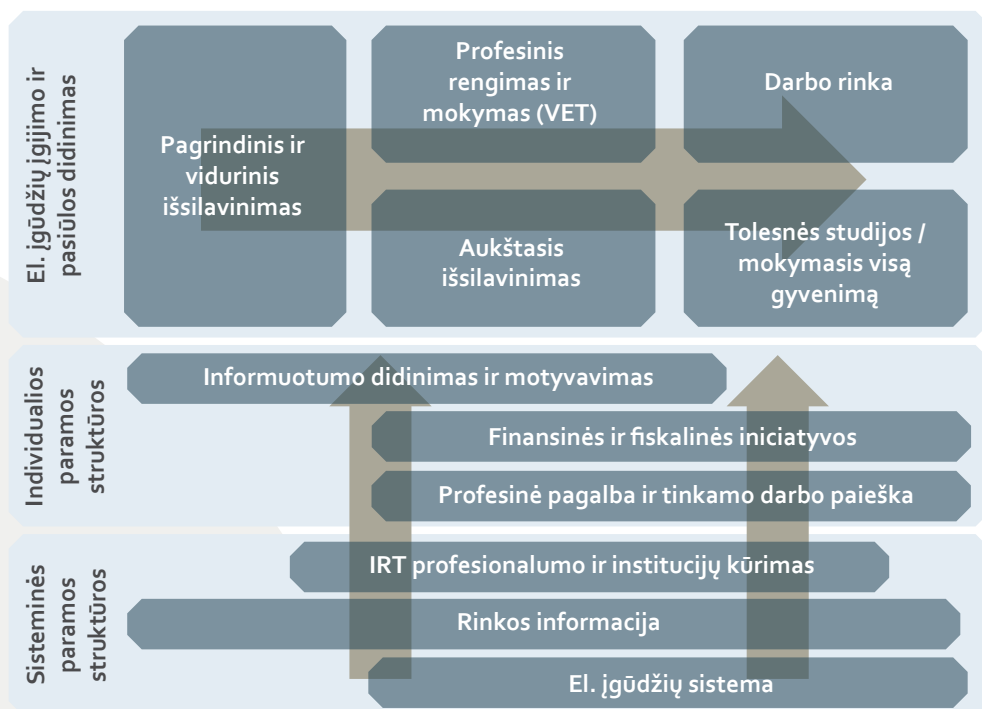 El. įgūdžių įgijimo ir
pasiūlos didinimas
Pagrindinis ir
vidurinis
išsilavinimas
Profesinis
rengimas ir
mokymas (VET)
Aukštasis
išsilavinimas
Darbo rinka
Tolesnės studijos /
mokymasis visą
gyvenimą
Individualios
paramos
struktūros
Informuotumo didinimas ir motyvavimas
Finansinės ir fiskalinės iniciatyvos
Profesinė pagalba ir tinkamo darbo paieška
Sisteminės
paramos
struktūros
IRT profesionalumo ir institucijų kūrimas
Rinkos informacija
El. įgūdžių sistema